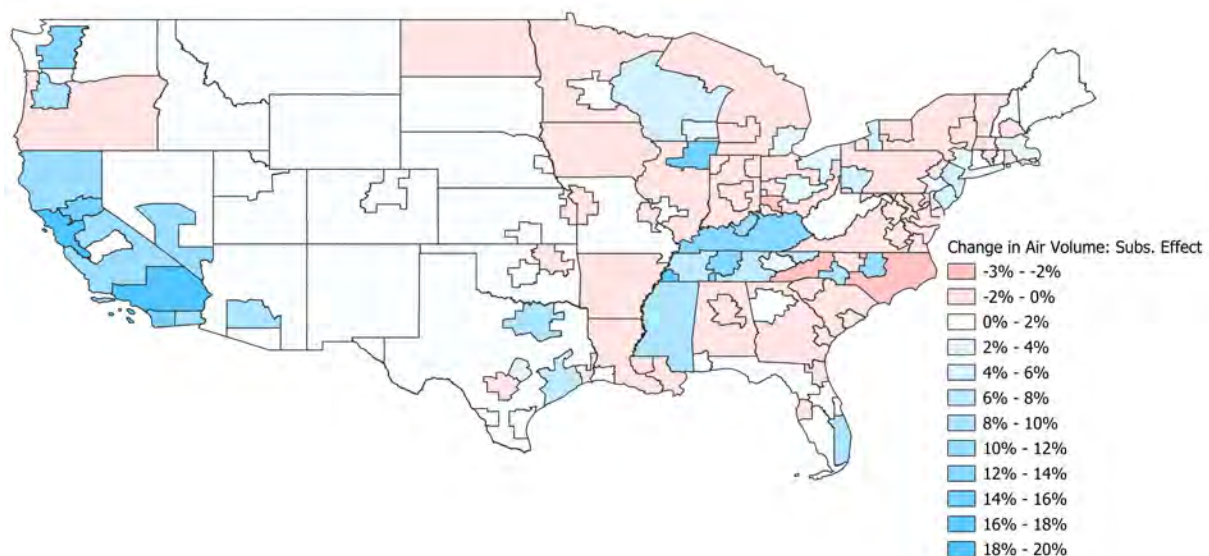 Change in Air Volume: Subs. Effect
-3% - -2%
-2% - 0%
0% - 2%
2% - 4%
4% - 6%
6% - 8%
8% - 10%
10% - 12%
12% - 14%
14% - 16%
16% - 18%
18% - 20%